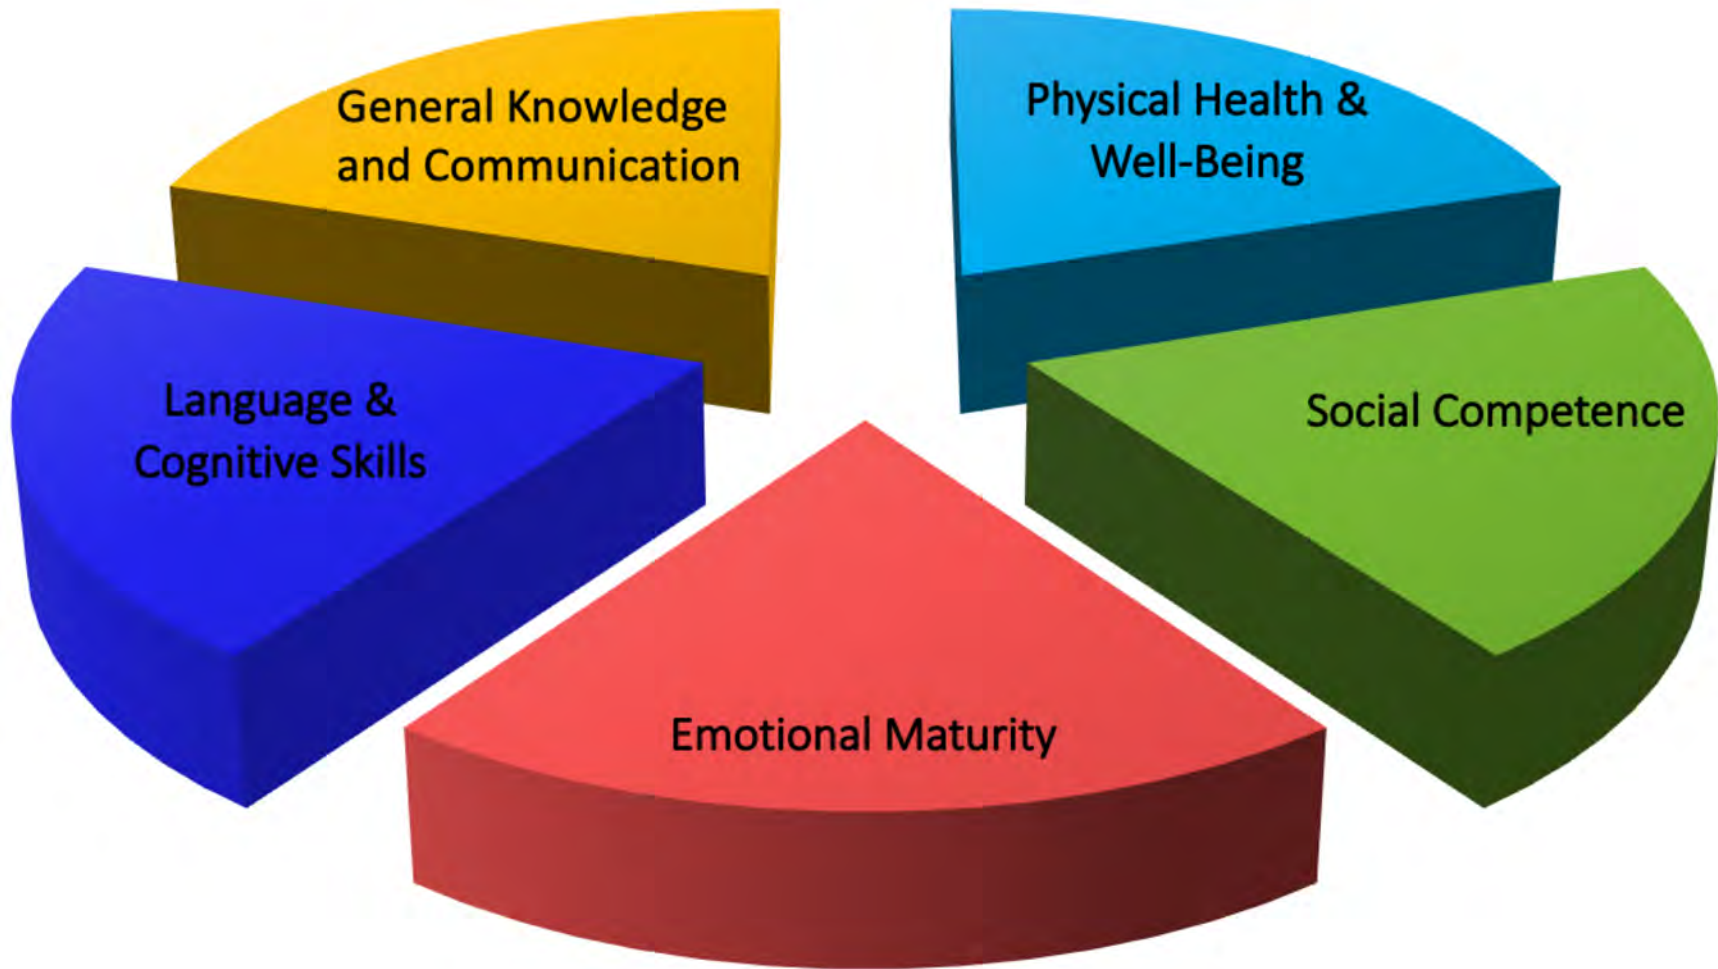 General Knowledge
and Communication
Physical Health &
Well-Being
Language &
Cognitive Skills
Social Competence
Emotional Maturity